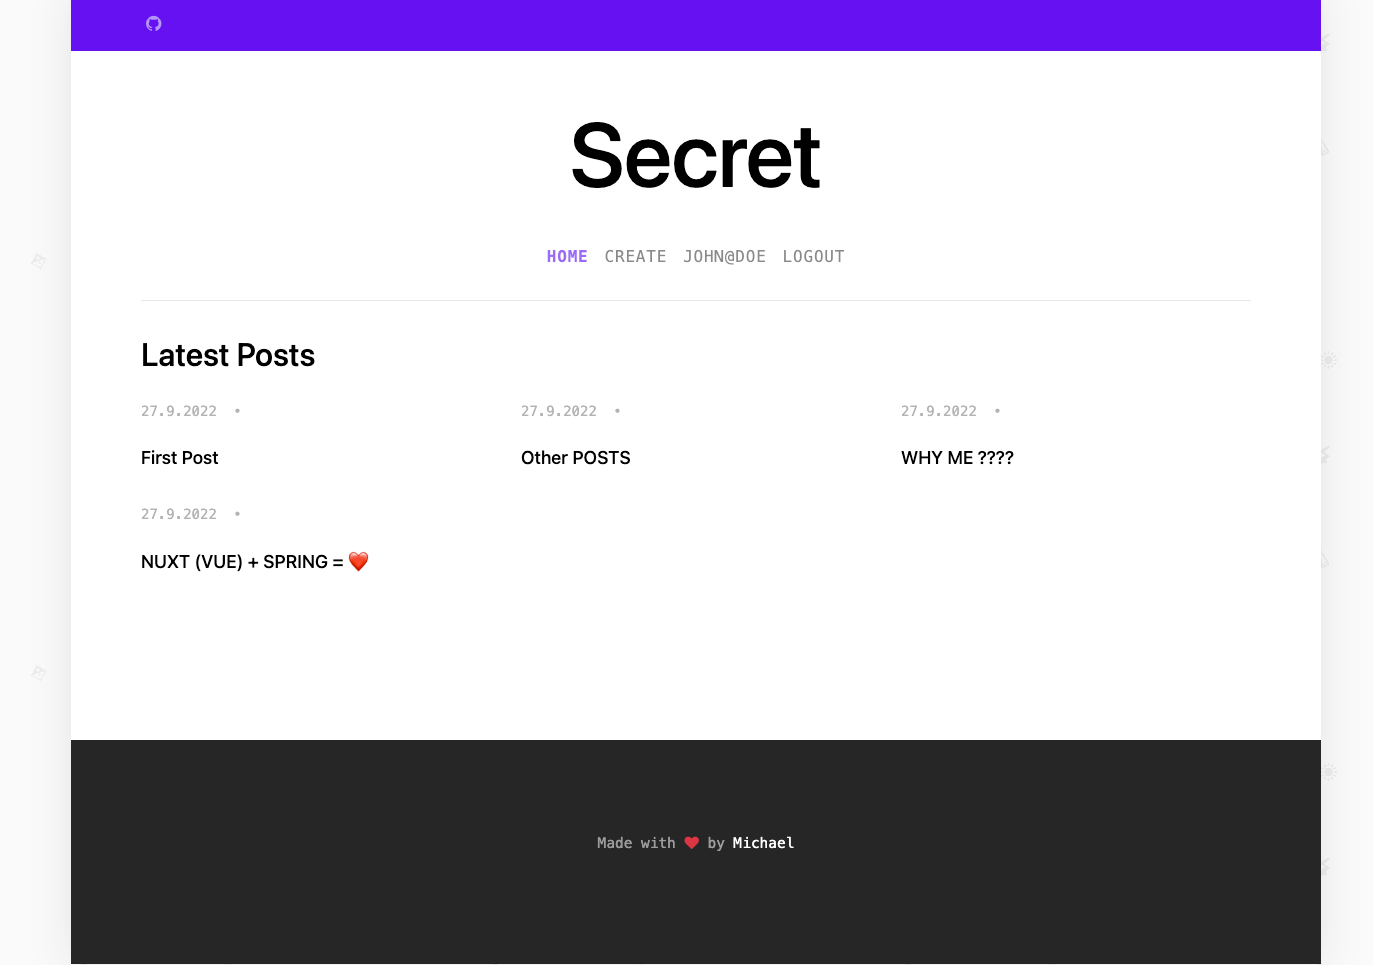 Secret
HOME CREATE JOHN@DOE LOGOUT
Latest Posts
27.9.2022 •
First Post
27.9.2022 •
Other POSTS
27.9.2022 •
WHY ME ????
27.9.2022 •
NUXT (VUE) + SPRING = ❤️
Made with ❤️ by Michael